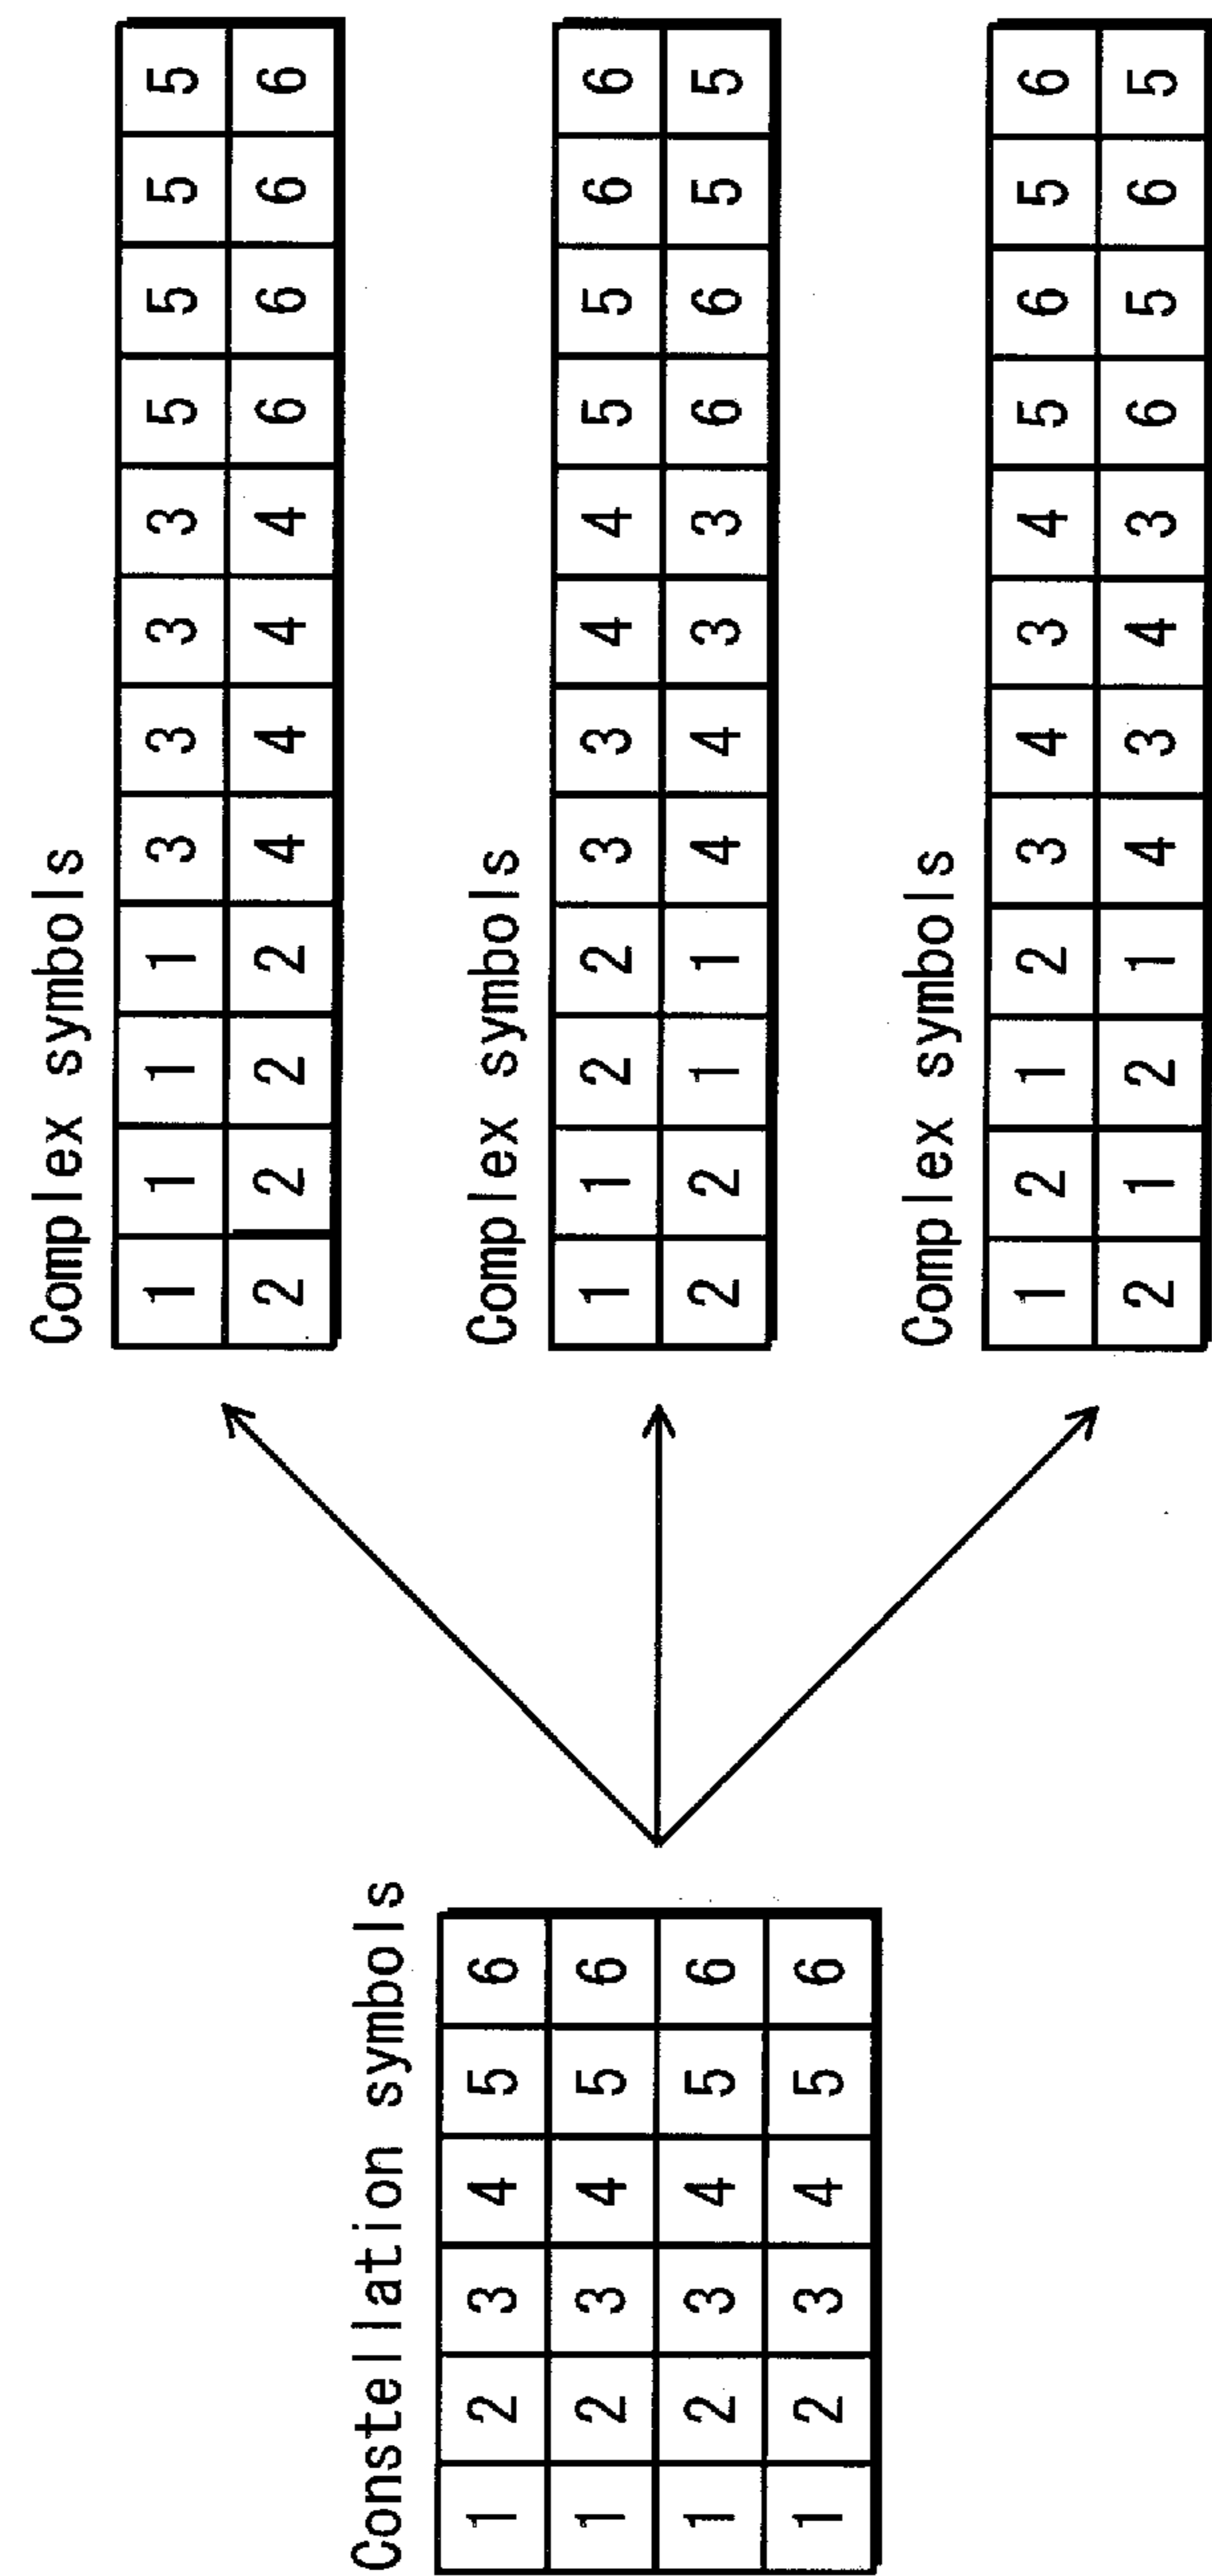 Constellation symbols
1 2 3 4 5 6
1 2 3 4 5 6
1 2 3 4 5 6
1 2 3 4 5 6
Complex symbols
1 1 1 1 3 3 3 3 5 5 5 5
2 2 2 2 4 4 4 4 6 6 6 6
Complex symbols
1 1 2 2 3 3 4 4 5 5 6 6
2 2 1 1 4 4 3 3 6 6 5 5
Complex symbols
1 2 1 2 3 4 3 4 5 6 5 6
2 1 2 1 4 3 4 3 6 5 6 5